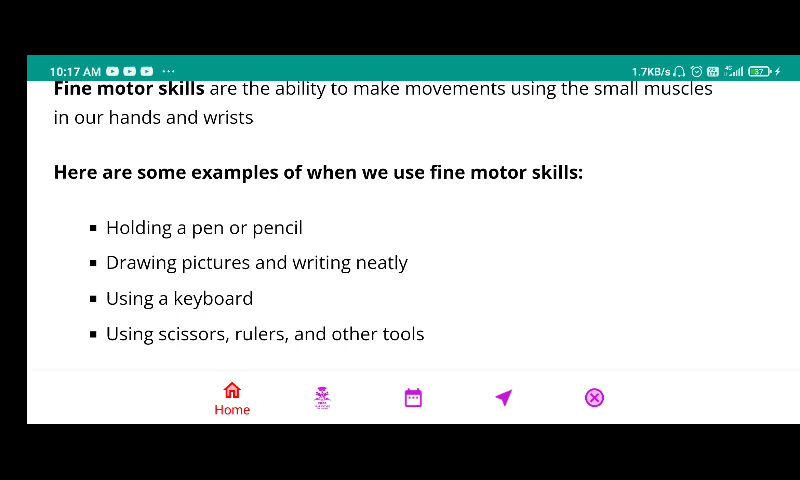 10:17 AM
1.7KB/s
4G
37
Fine motor skills are the ability to make movements using the small muscles
in our hands and wrists
Here are some examples of when we use fine motor skills:
Holding a pen or pencil
Drawing pictures and writing neatly
Using a keyboard
Using scissors, rulers, and other tools
Home